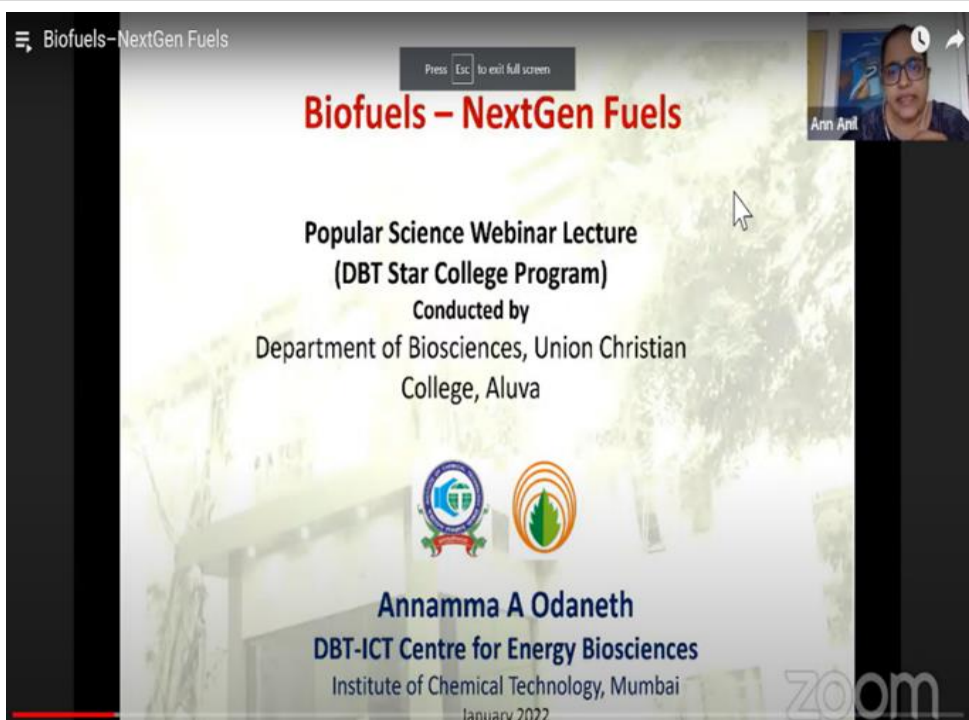 Biofuels–NextGen Fuels
Press Esc to exit full screen
Ann Anil
Biofuels – NextGen Fuels
Popular Science Webinar Lecture
(DBT Star College Program)
Conducted by
Department of Biosciences, Union Christian
College, Aluva
Annamma A Odaneth
DBT-ICT Centre for Energy Biosciences
Institute of Chemical Technology, Mumbai
January 2022
zoom